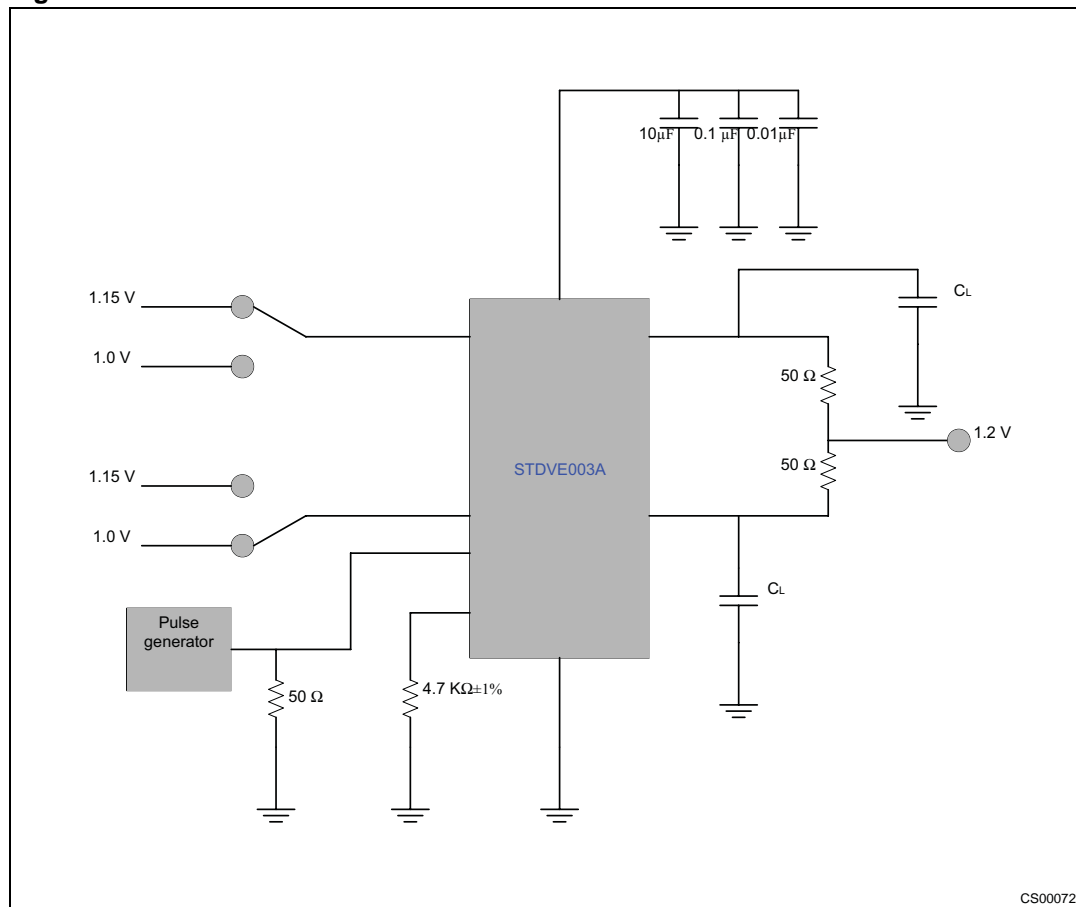 10µF 0.1 µF 0.01µF
1.15 V
CL
1.0 V
50 Ω
1.2 V
1.15 V
STDVE003A
50 Ω
1.0 V
CL
Pulse
generator
50 Ω
4.7 KΩ±1%
CS00072